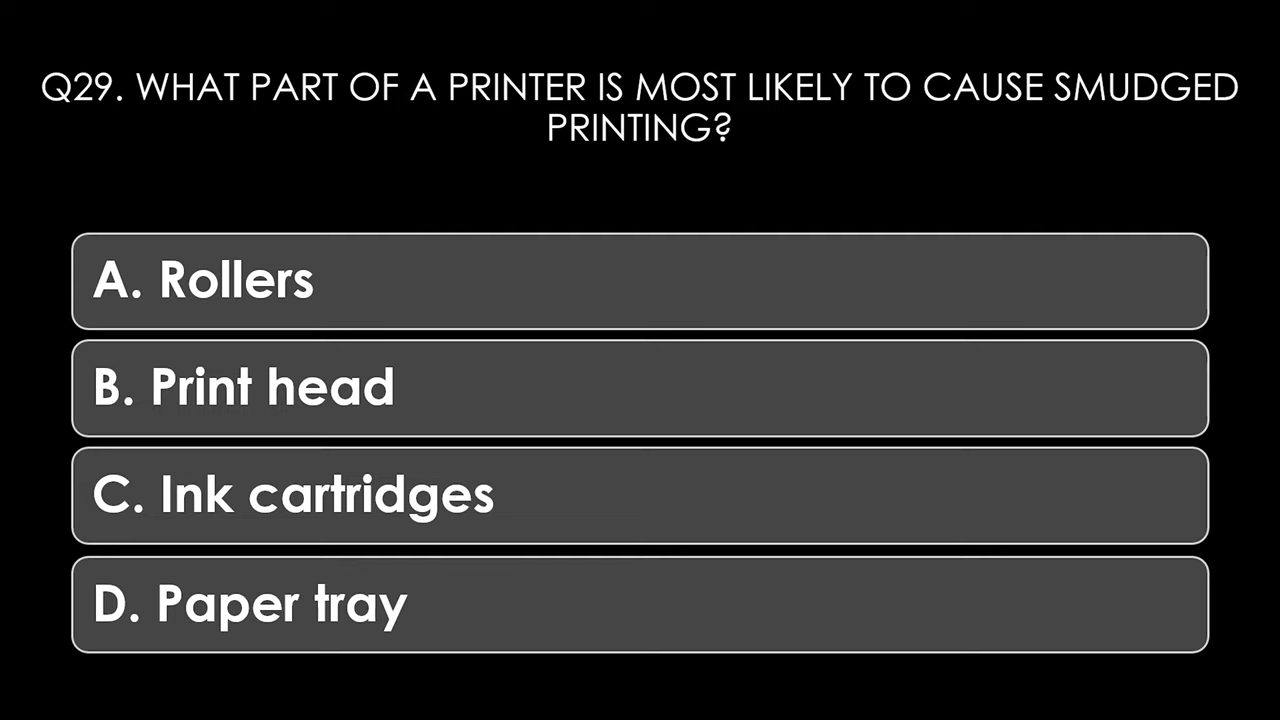 Q29. WHAT PART OF A PRINTER IS MOST LIKELY TO CAUSE SMUDGED
PRINTING?
A. Rollers
B. Print head
C. Ink cartridges
D. Paper tray